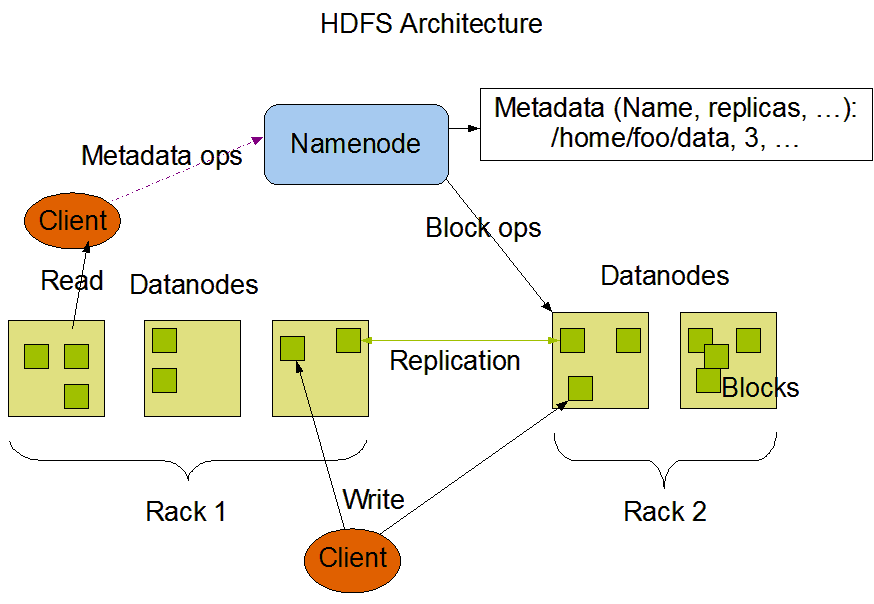 HDFS Architecture
Metadata (Name, replicas, …):
/home/foo/data, 3, …
Namenode
Metadata ops
Client
Block ops
Read
Datanodes
Datanodes
Replication
Blocks
Rack 1
Write
Rack 2
Client